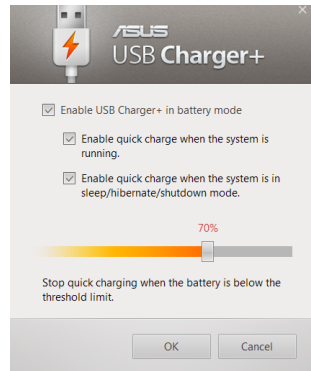 ASUS
USB Charger+
Enable USB Charger+ in battery mode
Enable quick charge when the system is
running.
Enable quick charge when the system is in
sleep/hibernate/shutdown mode.
70%
Stop quick charging when the battery is below the
threshold limit.
OK
Cancel